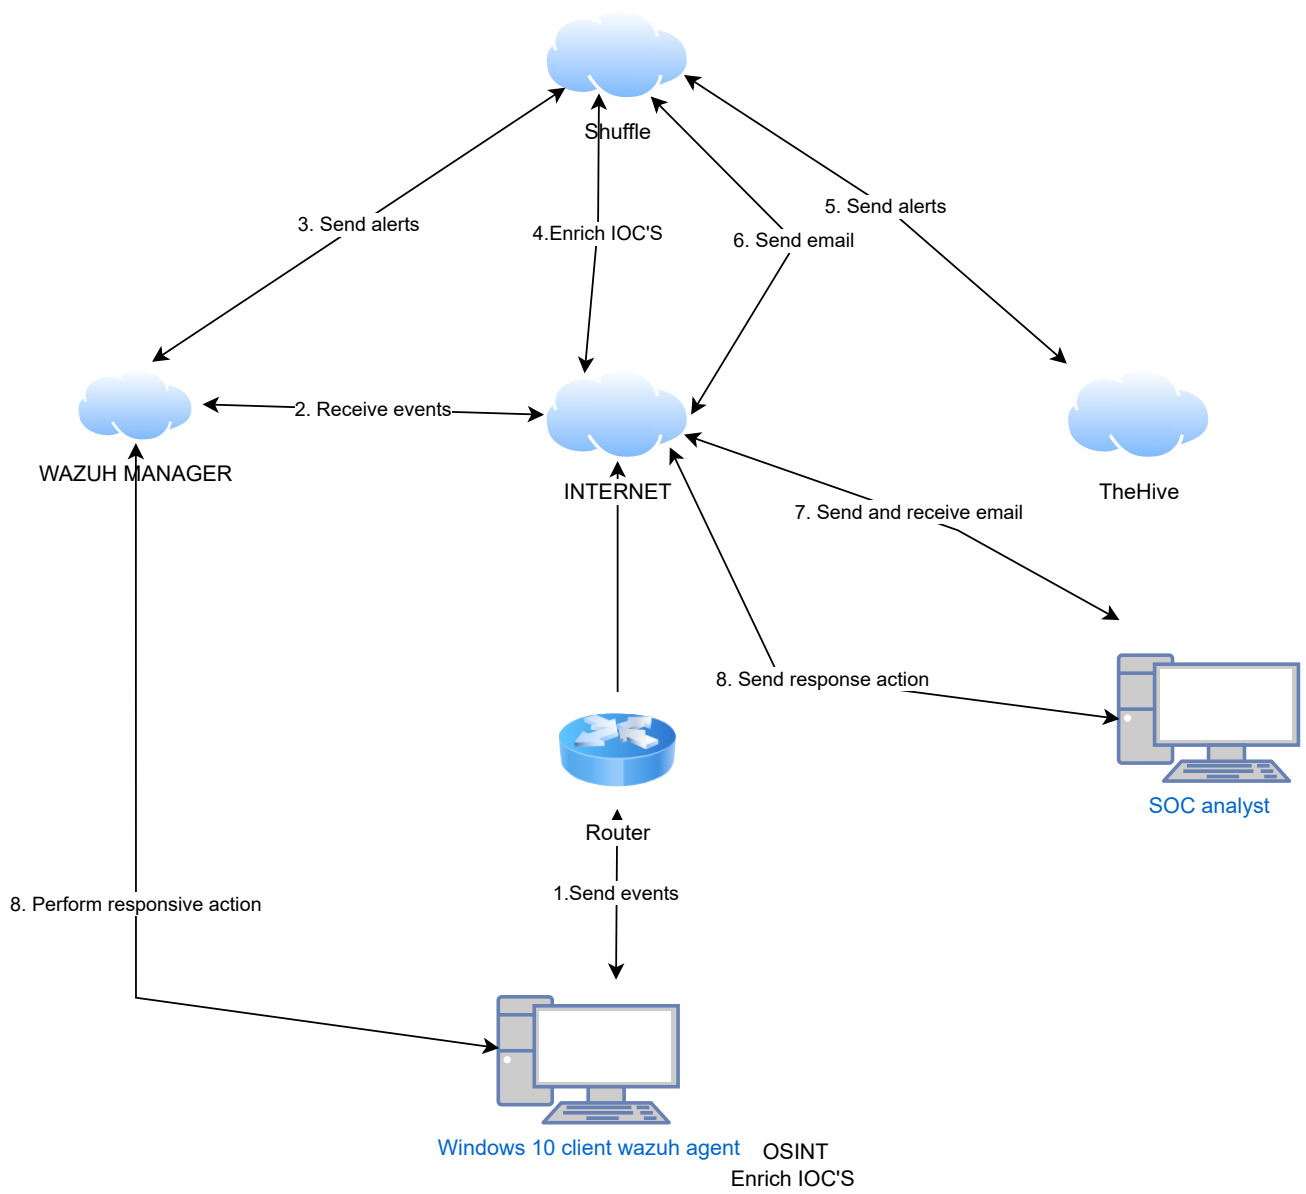 Shuffle
3. Send alerts
5. Send alerts
4.Enrich IOC'S
6. Send email
2. Receive events
WAZUH MANAGER
INTERNET
TheHive
7. Send and receive email
8. Send response action
SOC analyst
Router
1.Send events
8. Perform responsive action
Windows 10 client wazuh agent
OSINT
Enrich IOC'S